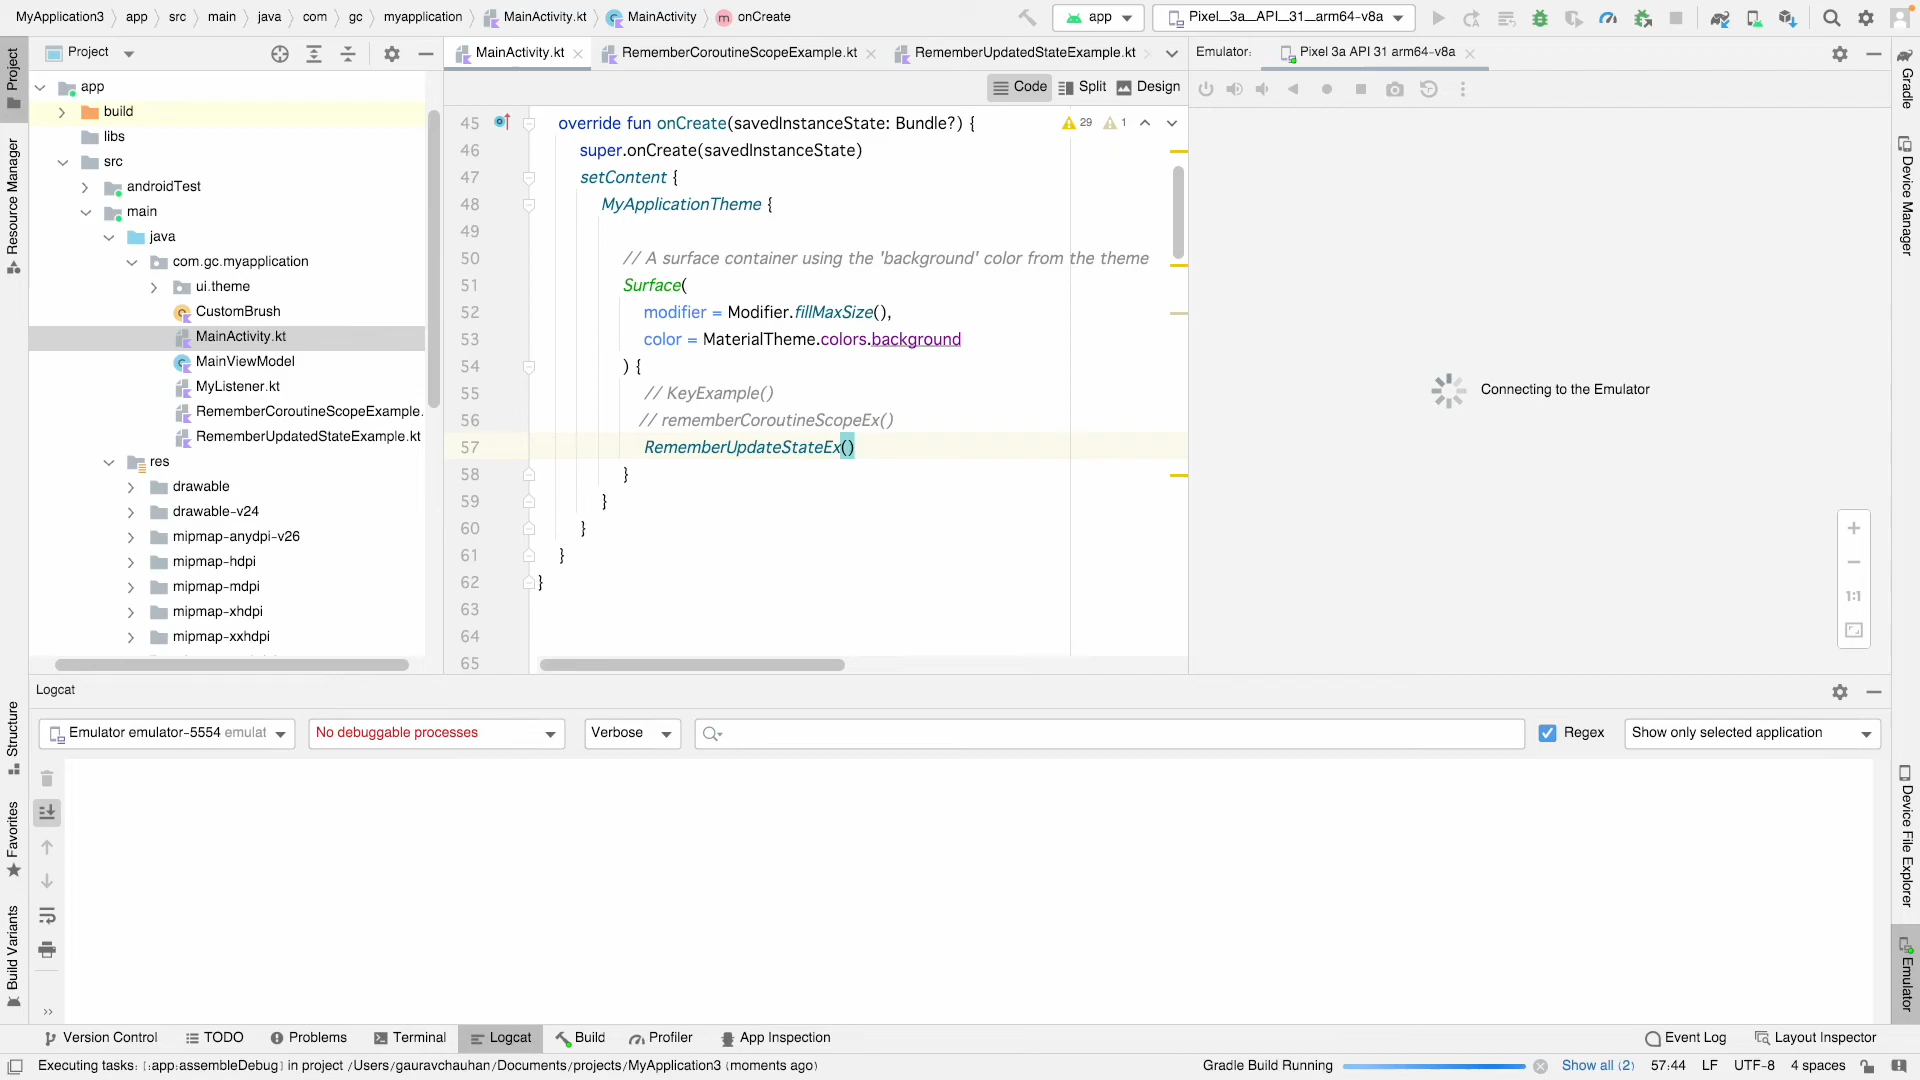 MyApplication3 app src main java com gc myapplication MainActivity.kt MainActivity onCreate
app
Pixel_3a_API_31_arm64-v8a
Project
MainActivity.kt
RememberCoroutineScopeExample.kt
RememberUpdatedStateExample.kt
Emulator:
Pixel 3a API 31 arm64-v8a
Code
Split
Design
app
build
libs
src
androidTest
main
java
com.gc.myapplication
ui.theme
CustomBrush
MainActivity.kt
MainViewModel
MyListener.kt
RememberCoroutineScopeExample.
RememberUpdatedStateExample.kt
res
drawable
drawable-v24
mipmap-anydpi-v26
mipmap-hdpi
mipmap-mdpi
mipmap-xhdpi
mipmap-xxhdpi
45 override fun onCreate(savedInstanceState: Bundle?) {
29 1
46 super.onCreate(savedInstanceState)
47 setContent {
48 MyApplicationTheme {
49
50 // A surface container using the 'background' color from the theme
51 Surface(
52 modifier = Modifier.fillMaxSize(),
53 color = MaterialTheme.colors.background
54 ) {
55 // KeyExample()
56 // rememberCoroutineScopeEx()
57 RememberUpdateStateEx()
58 }
59 }
60 }
61 }
62 }
63
64
65
Connecting to the Emulator
1:1
Project
Resource Manager
Structure
Favorites
Build Variants
Gradle
Device Manager
Device File Explorer
Emulator
Logcat
Emulator emulator-5554 emulat
No debuggable processes
Verbose
Regex
Show only selected application
Version Control
TODO
Problems
Terminal
Logcat
Build
Profiler
App Inspection
Event Log
Layout Inspector
Executing tasks: [:app:assembleDebug] in project /Users/gauravchauhan/Documents/projects/MyApplication3 (moments ago)
Gradle Build Running
Show all (2)
57:44
LF
UTF-8
4 spaces